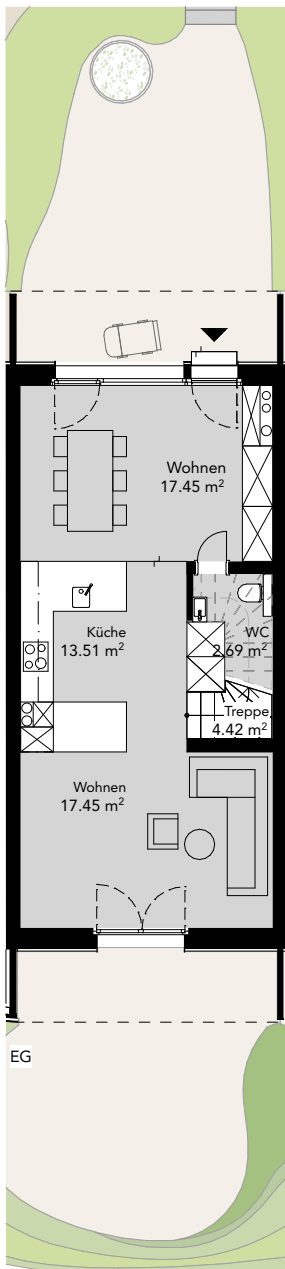 Wohnen
17.45 m²
Küche
13.51 m²
WC
2.69 m²
Treppe
4.42 m²
Wohnen
17.45 m²
EG